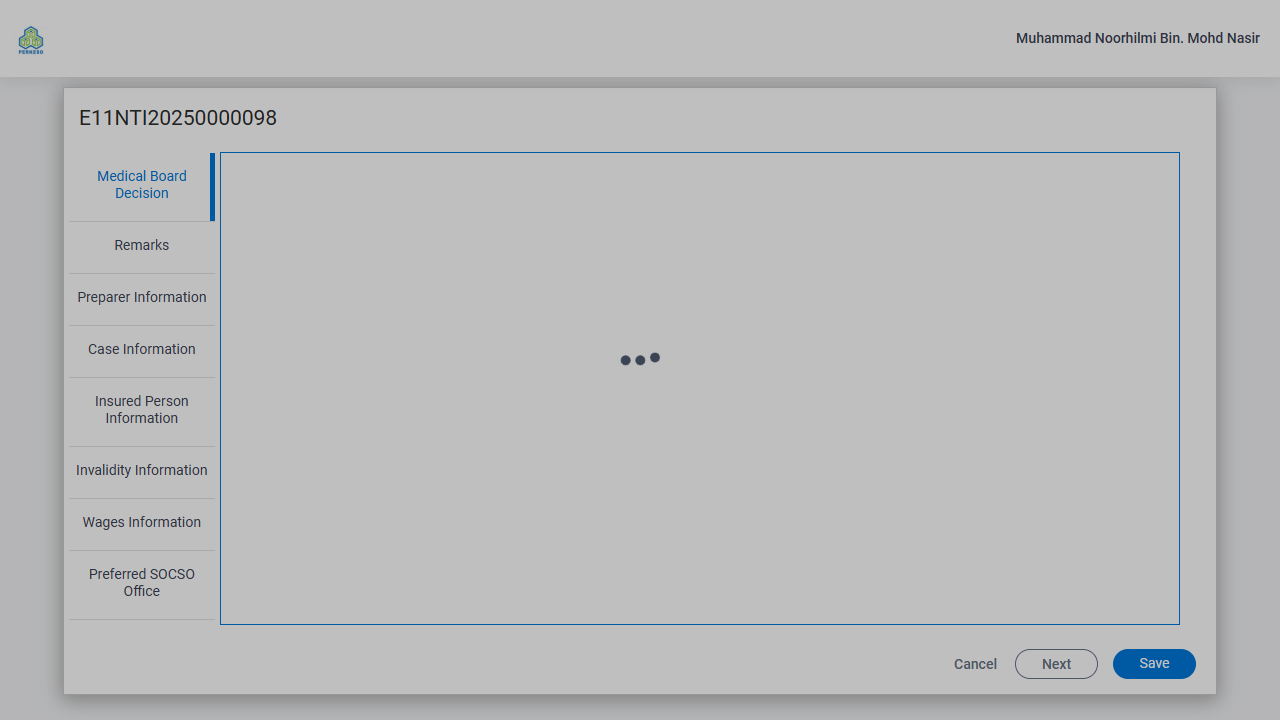 PERKESO
Muhammad Noorhilmi Bin. Mohd Nasir
E11NTI20250000098
Medical Board
Decision
Remarks
Preparer Information
Case Information
Insured Person
Information
Invalidity Information
Wages Information
Preferred SOCSO
Office
Cancel
Next
Save